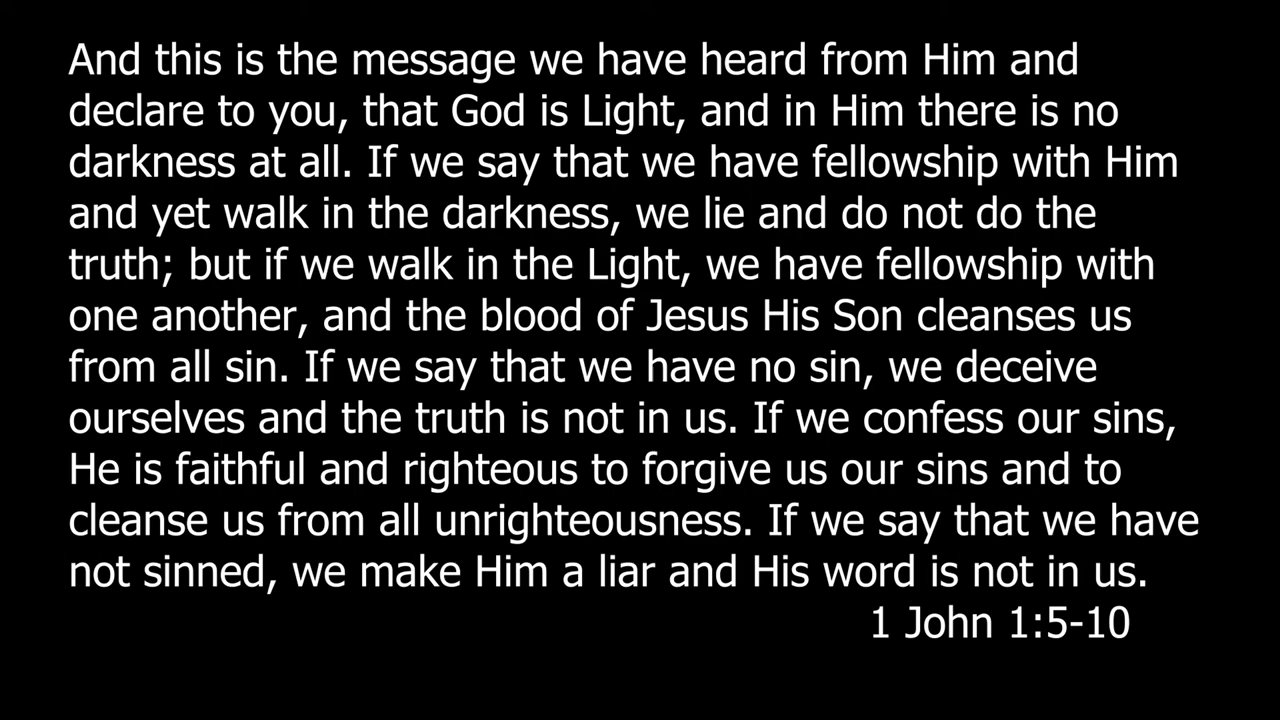 And this is the message we have heard from Him and
declare to you, that God is Light, and in Him there is no
darkness at all. If we say that we have fellowship with Him
and yet walk in the darkness, we lie and do not do the
truth; but if we walk in the Light, we have fellowship with
one another, and the blood of Jesus His Son cleanses us
from all sin. If we say that we have no sin, we deceive
ourselves and the truth is not in us. If we confess our sins,
He is faithful and righteous to forgive us our sins and to
cleanse us from all unrighteousness. If we say that we have
not sinned, we make Him a liar and His word is not in us.
1 John 1:5-10